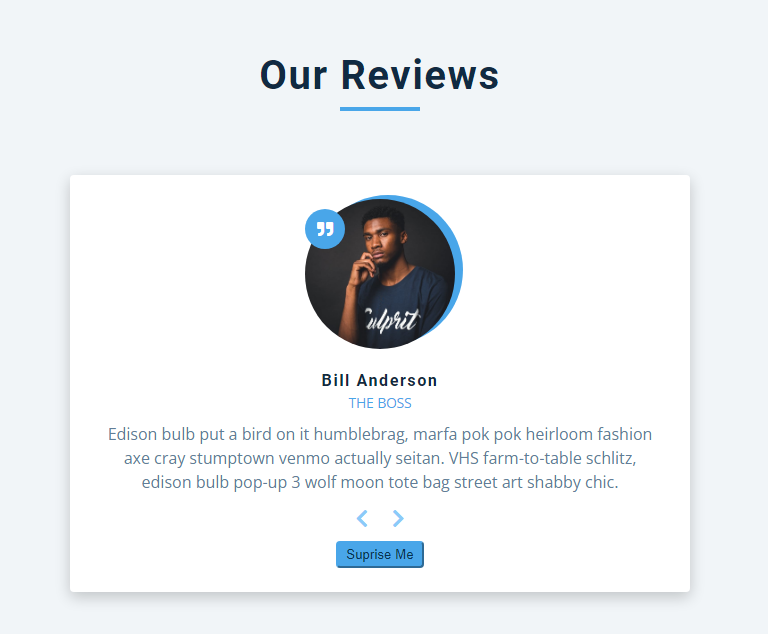 Our Reviews
Culprit
Bill Anderson
THE BOSS
Edison bulb put a bird on it humblebrag, marfa pok pok heirloom fashion
axe cray stumptown venmo actually seitan. VHS farm-to-table schlitz,
edison bulb pop-up 3 wolf moon tote bag street art shabby chic.
Suprise Me